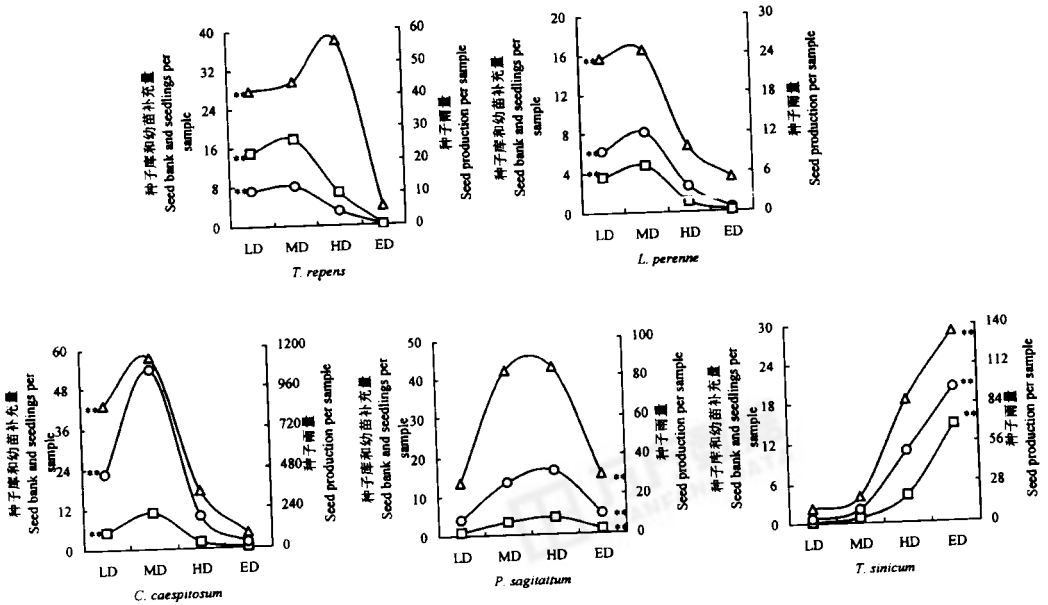 种子库和幼苗补充量
Seed bank and seedlings per
sample
40
32
24
16
8
0
**
**
**
60
50
40
30
20
10
0
种子雨量
Seed production per sample
LD MD HD ED
T. repens
种子库和幼苗补充量
Seed bank and seedlings per
sample
20
16
12
8
4
0
**
**
**
30
24
18
12
6
0
种子雨量
Seed production per sample
LD MD HD ED
L. perenne
种子库和幼苗补充量
Seed bank and seedlings per
sample
60
48
36
24
12
0
**
**
**
1200
960
720
480
240
0
种子雨量
Seed production per sample
LD MD HD ED
C. caespitosum
种子库和幼苗补充量
Seed bank and seedlings per
sample
50
40
30
20
10
0
**
**
**
100
80
60
40
20
0
种子雨量
Seed production per sample
LD MD HD ED
P. sagitattum
种子库和幼苗补充量
Seed bank and seedlings per
sample
30
24
18
12
6
0
**
**
**
140
112
84
56
28
0
种子雨量
Seed production per sample
LD MD HD ED
T. sinicum